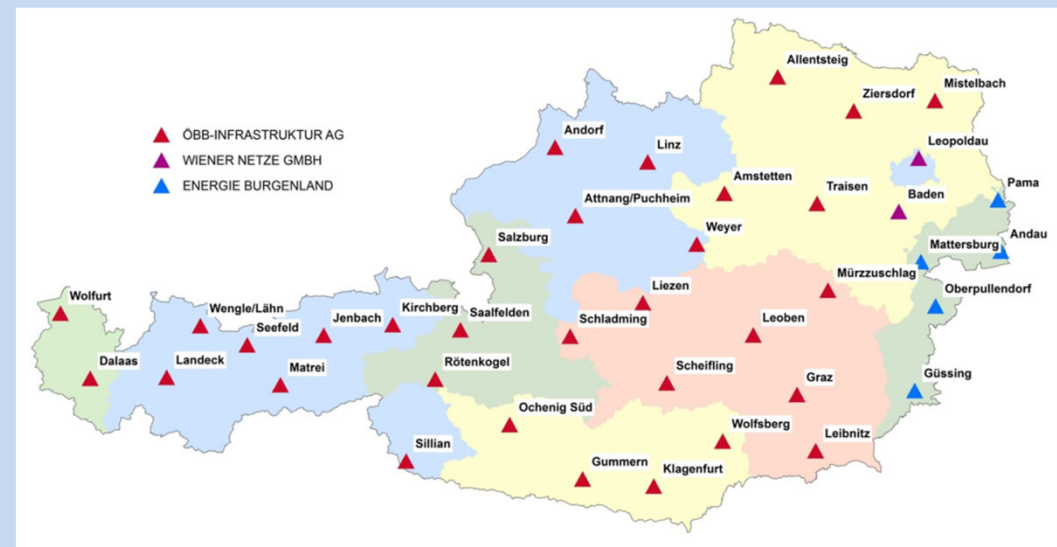 Allentsteig
Ziersdorf
Mistelbach
ÖBB-INFRASTRUKTUR AG
WIENER NETZE GMBH
ENERGIE BURGENLAND
Andorf
Linz
Leopoldau
Amstetten
Traisen
Baden
Pama
Attnang/Puchheim
Weyer
Andau
Salzburg
Mattersburg
Mürzzuschlag
Oberpullendorf
Wolfurt
Wengle/Lähn
Seefeld
Jenbach
Kirchberg
Saalfelden
Liezen
Schladming
Leoben
Dalaas
Landeck
Matrei
Rötenkogel
Scheifling
Graz
Güssing
Ochenig Süd
Wolfsberg
Sillian
Leibnitz
Gummern
Klagenfurt